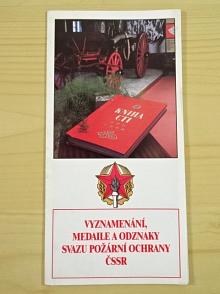 KNIHA
CTI
VYZNAMENÁNÍ,
MEDAILE A ODZNAKY
SVAZU POŽÁRNÍ OCHRANY
ČSSR